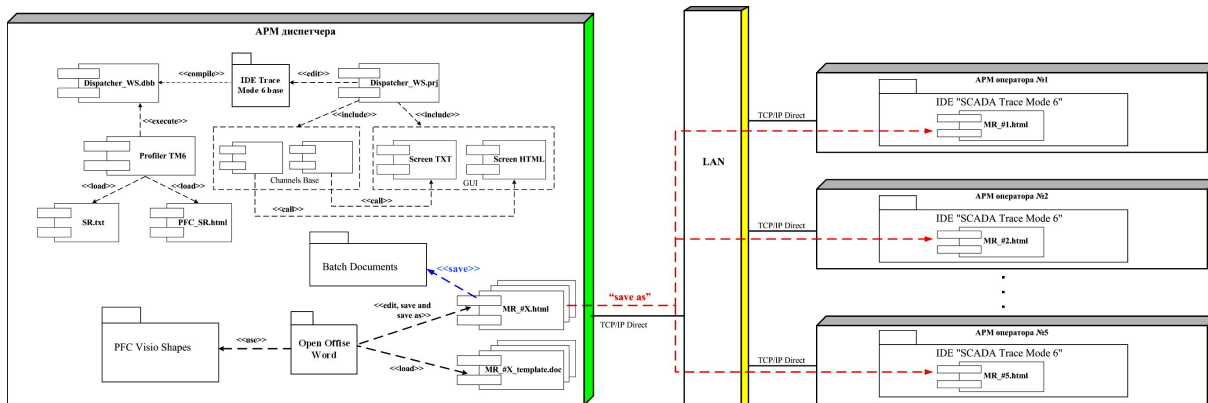 АРМ диспетчера
Dispatcher_WS.dbb
<<compile>>
IDE Trace
Mode 6 base
<<edit>>
Dispatcher_WS.prj
<<execute>>
<<include>>
<<include>>
Profiler TM6
Screen TXT
Screen HTML
Channels Base
GUI
<<load>>
<<load>>
<<call>>
<<call>>
SR.txt
PFC_SR.html
Batch Documents
<<save>>
<<edit, save and
save as>>
MR_#X.html
PFC Visio Shapes
<<use>>
Open Offise
Word
<<load>>
MR_#X_template.doc
“save as”
TCP/IP Direct
LAN
TCP/IP Direct
АРМ оператора №1
IDE "SCADA Trace Mode 6"
MR_#1.html
TCP/IP Direct
АРМ оператора №2
IDE "SCADA Trace Mode 6"
MR_#2.html
TCP/IP Direct
АРМ оператора №5
IDE "SCADA Trace Mode 6"
MR_#5.html